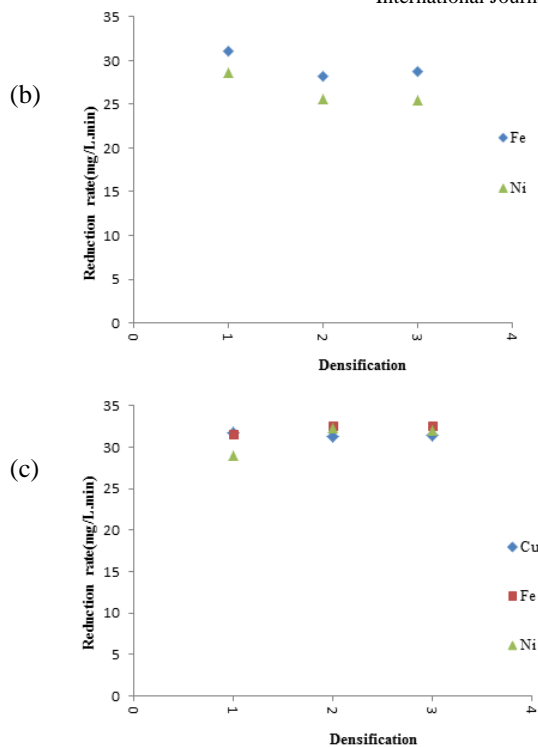 International Journ
(b)
35
30
25
20
15
10
5
0
Reduction rate(mg/L.min)
0
1
2
3
4
Densification
Fe
Ni
(c)
35
30
25
20
15
10
5
0
Reduction rate(mg/L.min)
0
1
2
3
4
Densification
Cu
Fe
Ni